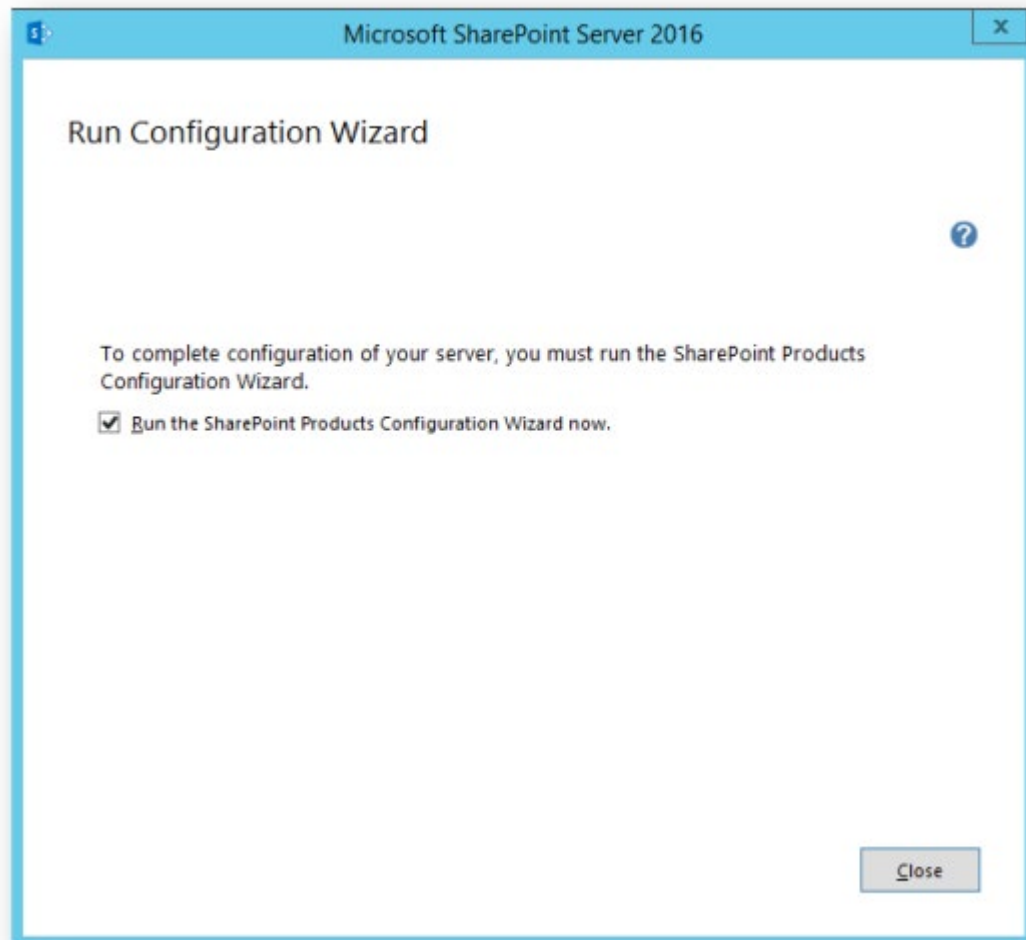 Microsoft SharePoint Server 2016
x
Run Configuration Wizard
?
To complete configuration of your server, you must run the SharePoint Products
Configuration Wizard.
Run the SharePoint Products Configuration Wizard now.
Close